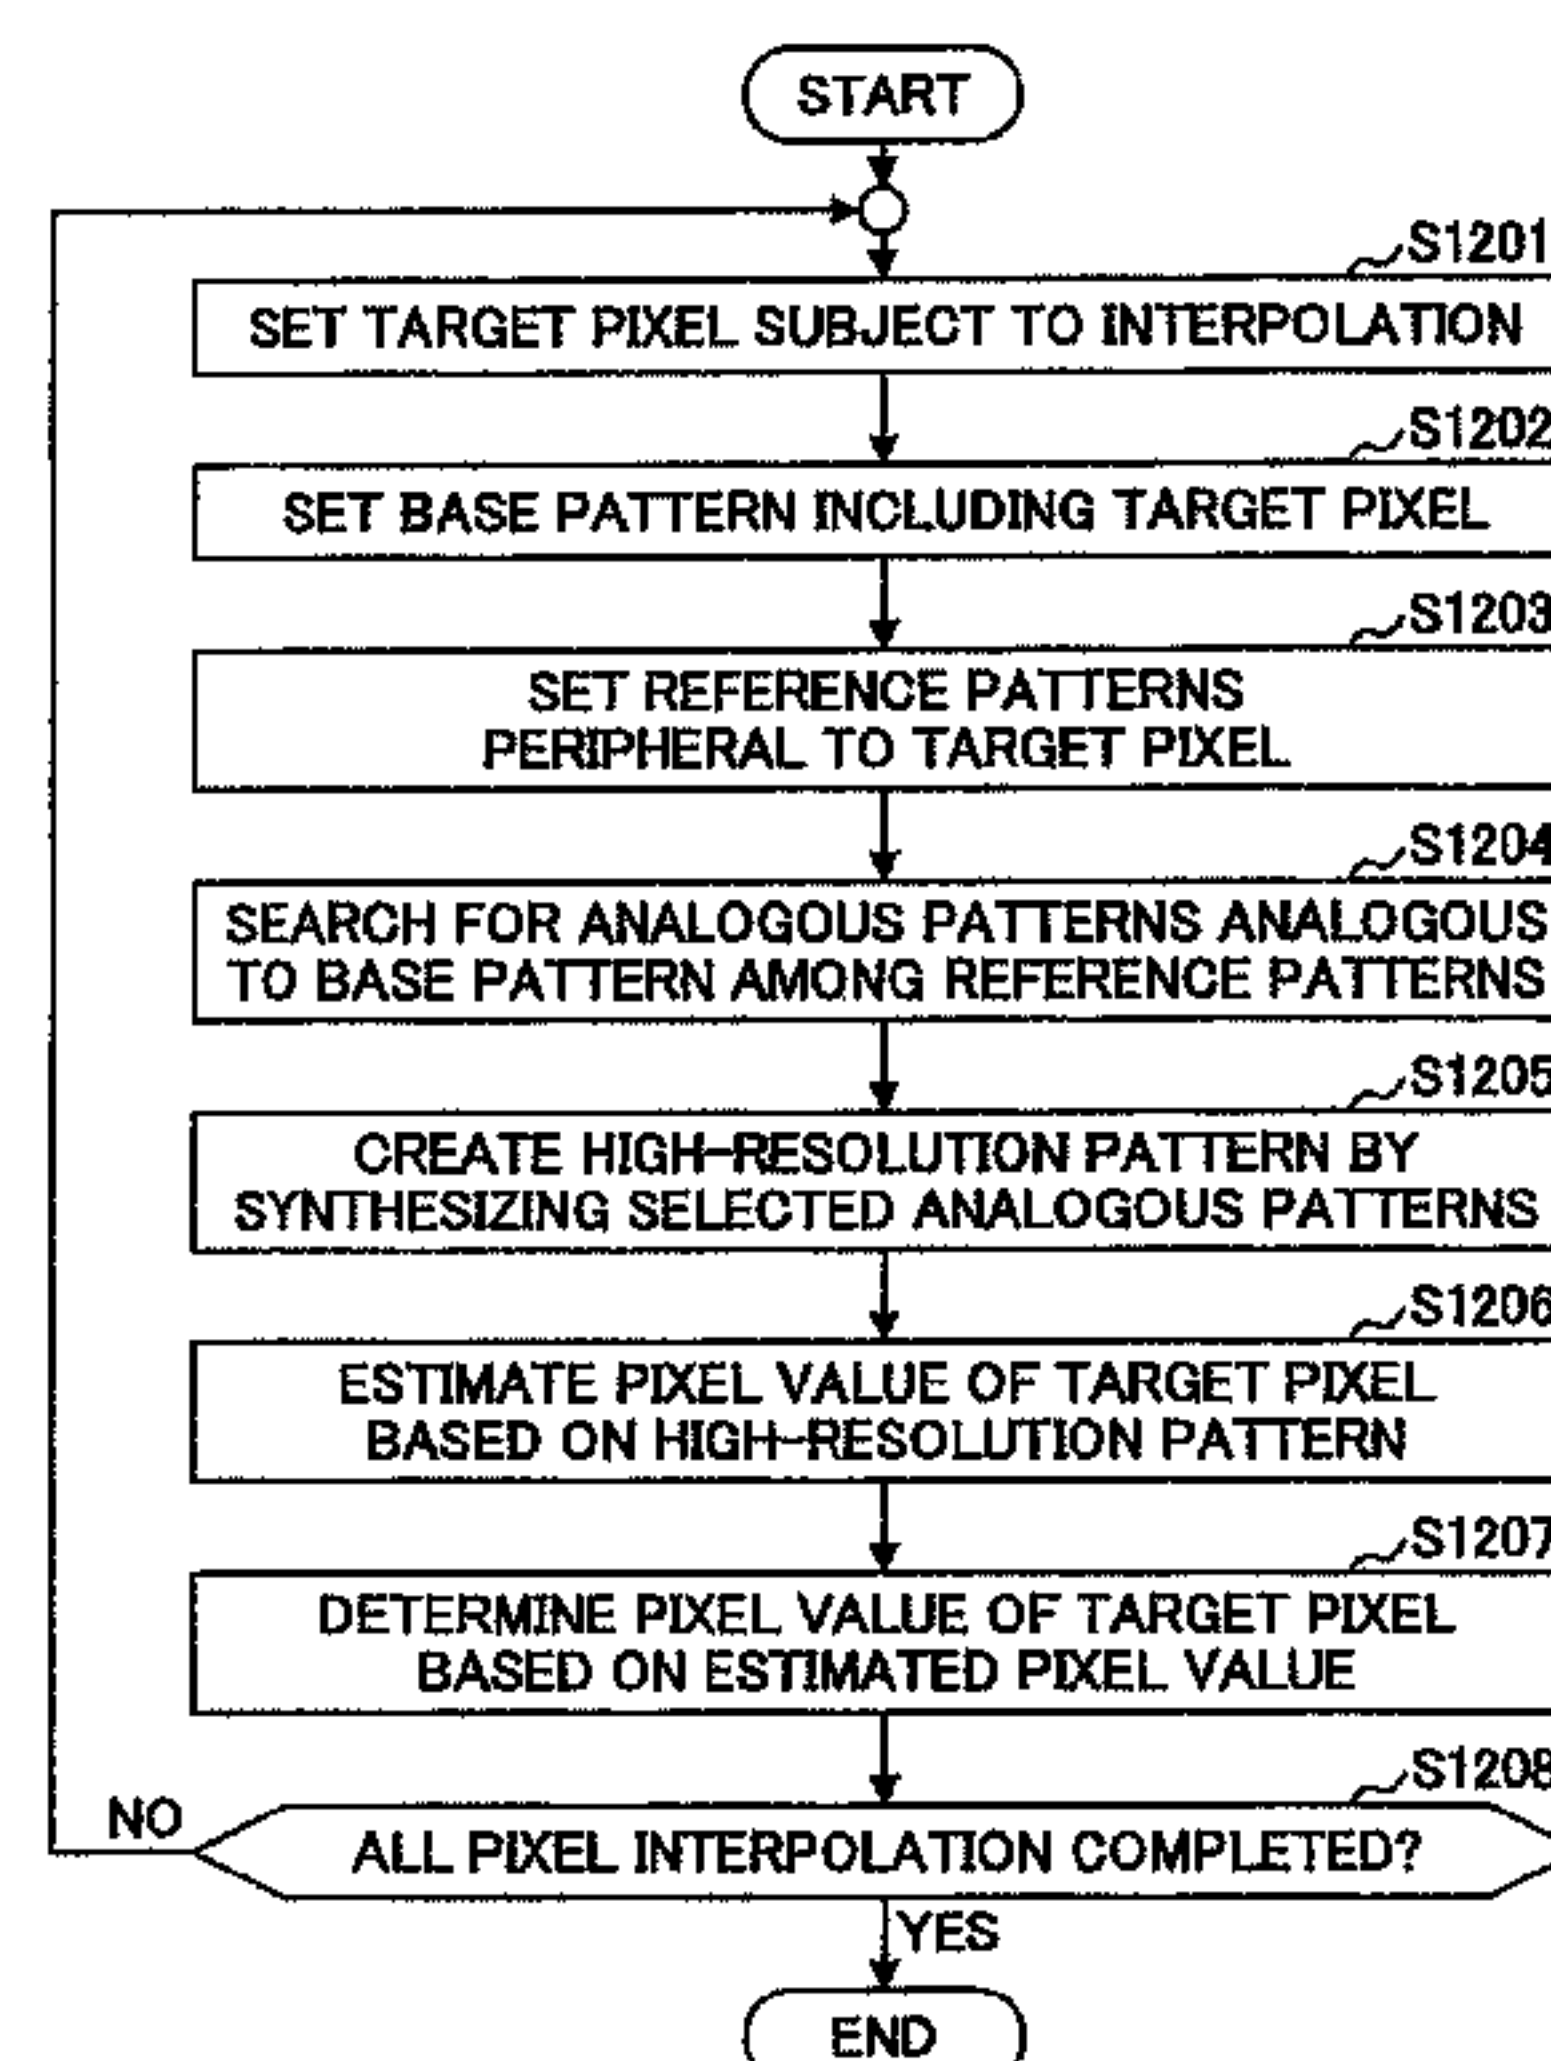 START
S1201
SET TARGET PIXEL SUBJECT TO INTERPOLATION
S1202
SET BASE PATTERN INCLUDING TARGET PIXEL
S1203
SET REFERENCE PATTERNS
PERIPHERAL TO TARGET PIXEL
S1204
SEARCH FOR ANALOGOUS PATTERNS ANALOGOUS
TO BASE PATTERN AMONG REFERENCE PATTERNS
S1205
CREATE HIGH-RESOLUTION PATTERN BY
SYNTHESIZING SELECTED ANALOGOUS PATTERNS
S1206
ESTIMATE PIXEL VALUE OF TARGET PIXEL
BASED ON HIGH-RESOLUTION PATTERN
S1207
DETERMINE PIXEL VALUE OF TARGET PIXEL
BASED ON ESTIMATED PIXEL VALUE
S1208
NO
ALL PIXEL INTERPOLATION COMPLETED?
YES
END